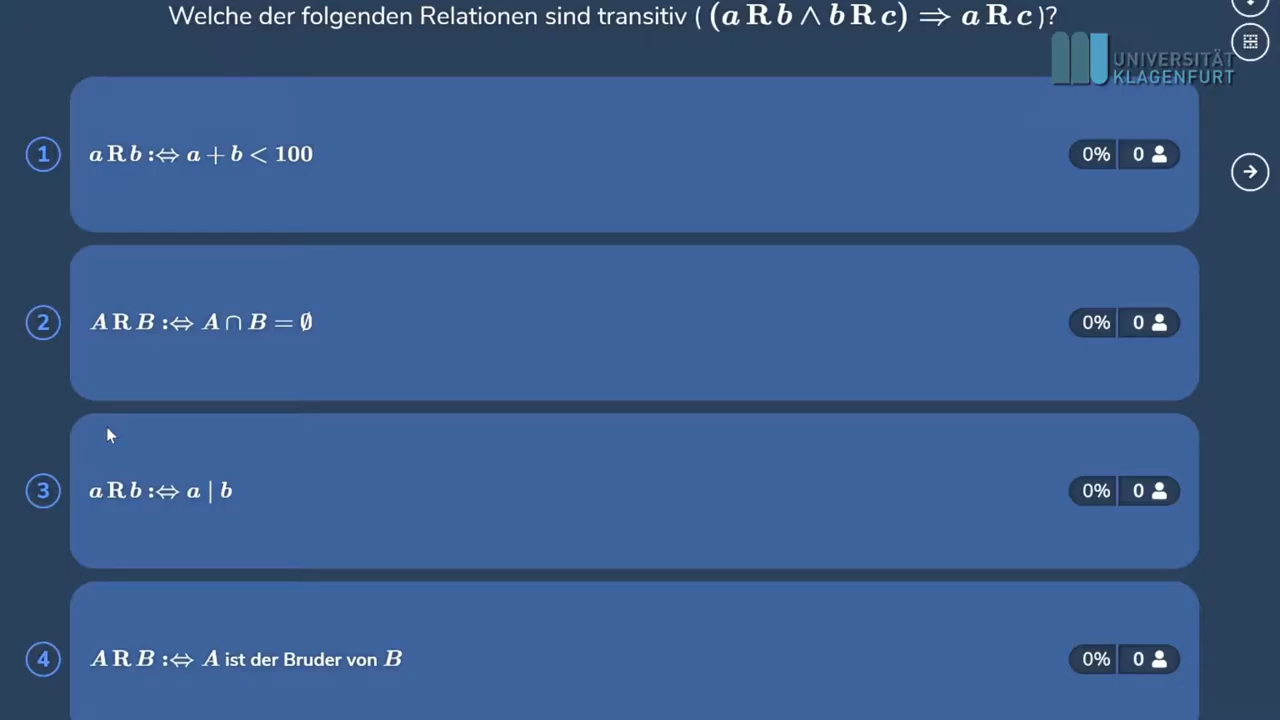 Welche der folgenden Relationen sind transitiv ( (a R b ∧ b R c) ⇒ a R c )?
UNIVERSITÄT
KLAGENFURT
1 a R b :⇔ a + b < 100 0% 0
2 A R B :⇔ A ∩ B = ∅ 0% 0
3 a R b :⇔ a | b 0% 0
4 A R B :⇔ A ist der Bruder von B 0% 0